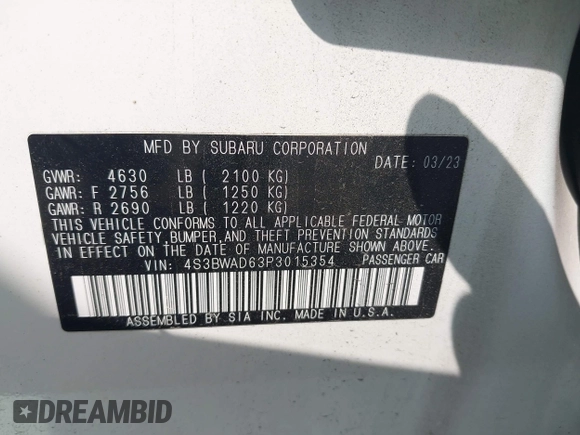 MFD BY SUBARU CORPORATION
DATE: 03/23
GVWR: 4630 LB ( 2100 KG)
GAWR: F 2756 LB ( 1250 KG)
GAWR: R 2690 LB ( 1220 KG)
THIS VEHICLE CONFORMS TO ALL APPLICABLE FEDERAL MOTOR
VEHICLE SAFETY,BUMPER,AND THEFT PREVENTION STANDARDS
IN EFFECT ON THE DATE OF MANUFACTURE SHOWN ABOVE.
VIN: 4S3BWAD63P3015354 PASSENGER CAR
ASSEMBLED BY SIA INC. MADE IN U.S.A.
DREAMBID